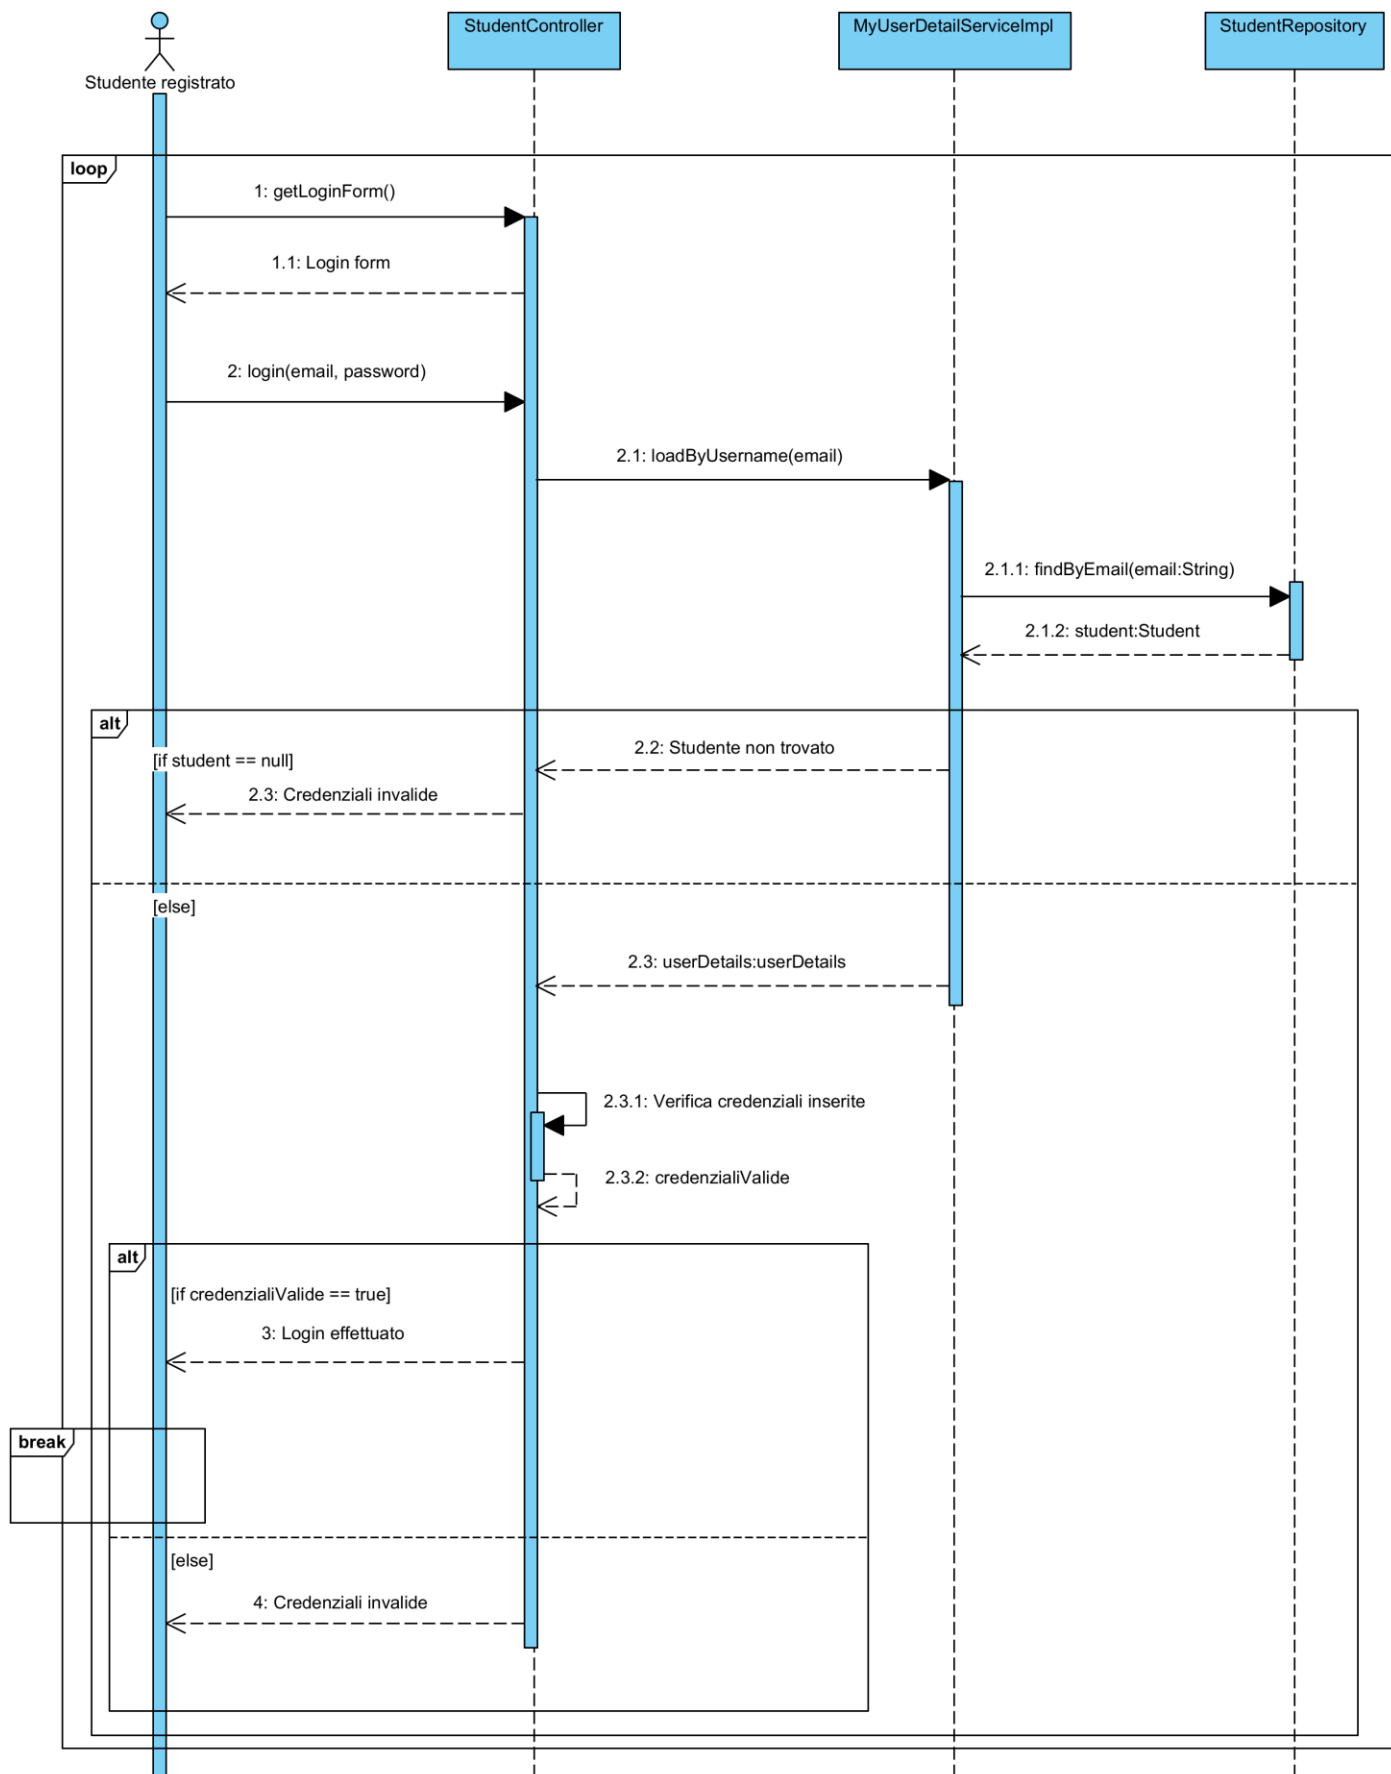 StudentController
MyUserDetailServiceImpl
StudentRepository
Studente registrato
loop
1: getLoginForm()
1.1: Login form
2: login(email, password)
2.1: loadByUsername(email)
2.1.1: findByEmail(email:String)
2.1.2: student:Student
alt
2.2: Studente non trovato
[if student == null]
2.3: Credenziali invalide
[else]
2.3: userDetails:userDetails
2.3.1: Verifica credenziali inserite
2.3.2: credenzialiValide
alt
[if credenzialiValide == true]
3: Login effettuato
break
[else]
4: Credenziali invalide